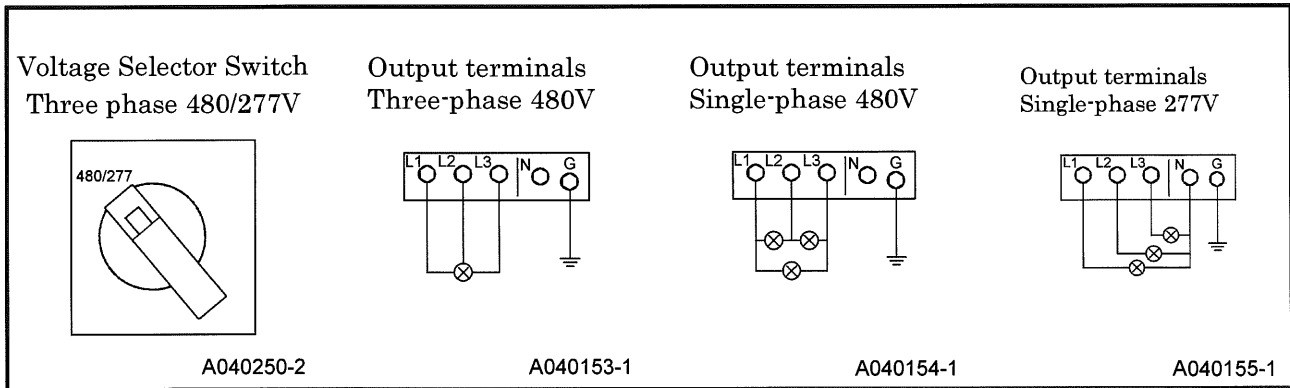 Voltage Selector Switch
Three phase 480/277V
480/277
A040250-2
Output terminals
Three-phase 480V
L1 L2 L3 N G
A040153-1
Output terminals
Single-phase 480V
L1 L2 L3 N G
A040154-1
Output terminals
Single-phase 277V
L1 L2 L3 N G
A040155-1